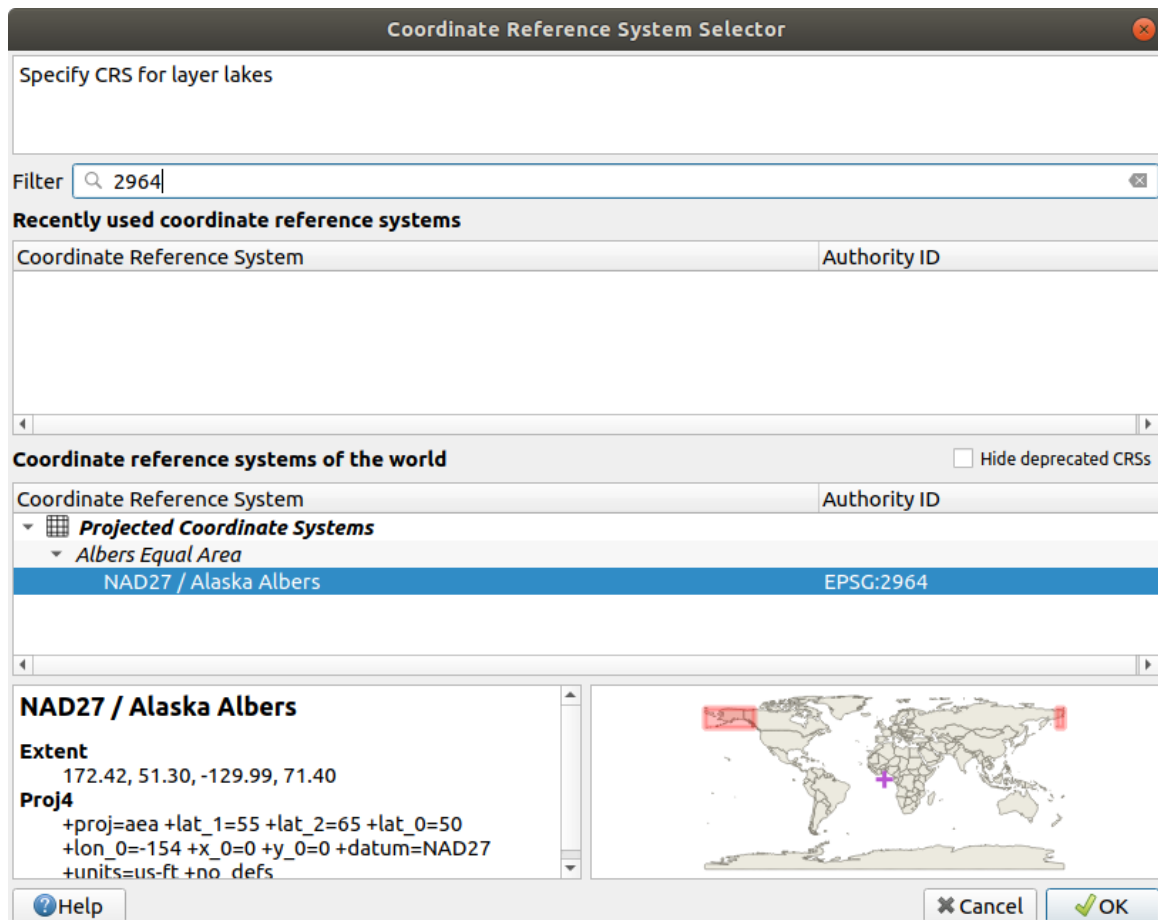 Coordinate Reference System Selector
Specify CRS for layer lakes
Filter 2964
Recently used coordinate reference systems
Coordinate Reference System Authority ID
Coordinate reference systems of the world Hide deprecated CRSs
Coordinate Reference System Authority ID
Projected Coordinate Systems
Albers Equal Area
NAD27 / Alaska Albers EPSG:2964
NAD27 / Alaska Albers
Extent
172.42, 51.30, -129.99, 71.40
Proj4
+proj=aea +lat_1=55 +lat_2=65 +lat_0=50
+lon_0=-154 +x_0=0 +y_0=0 +datum=NAD27
+units=us-ft +no_defs
Help Cancel OK